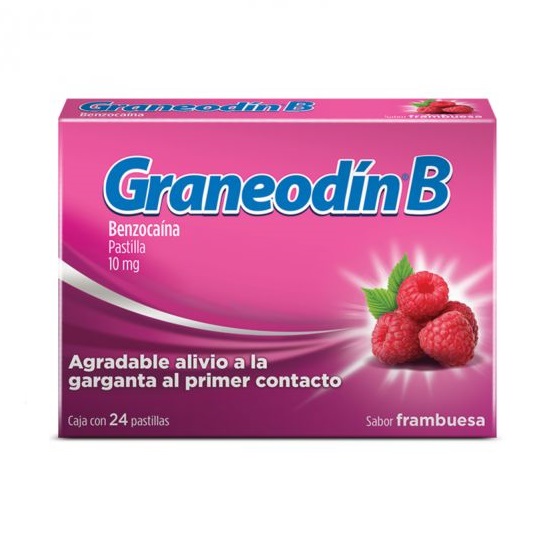 Graneodín B
Benzocaína
Sabor frambuesa
Graneodín®B
Benzocaína
Pastilla
10 mg
Agradable alivio a la
garganta al primer contacto
Caja con 24 pastillas
Sabor frambuesa